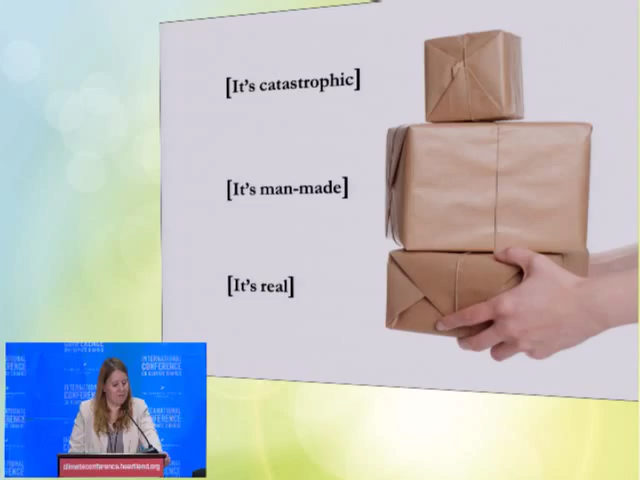 [It's catastrophic]
[It's man-made]
[It's real]
INTERNATIONAL
CONFERENCE
climateconference.heartland.org